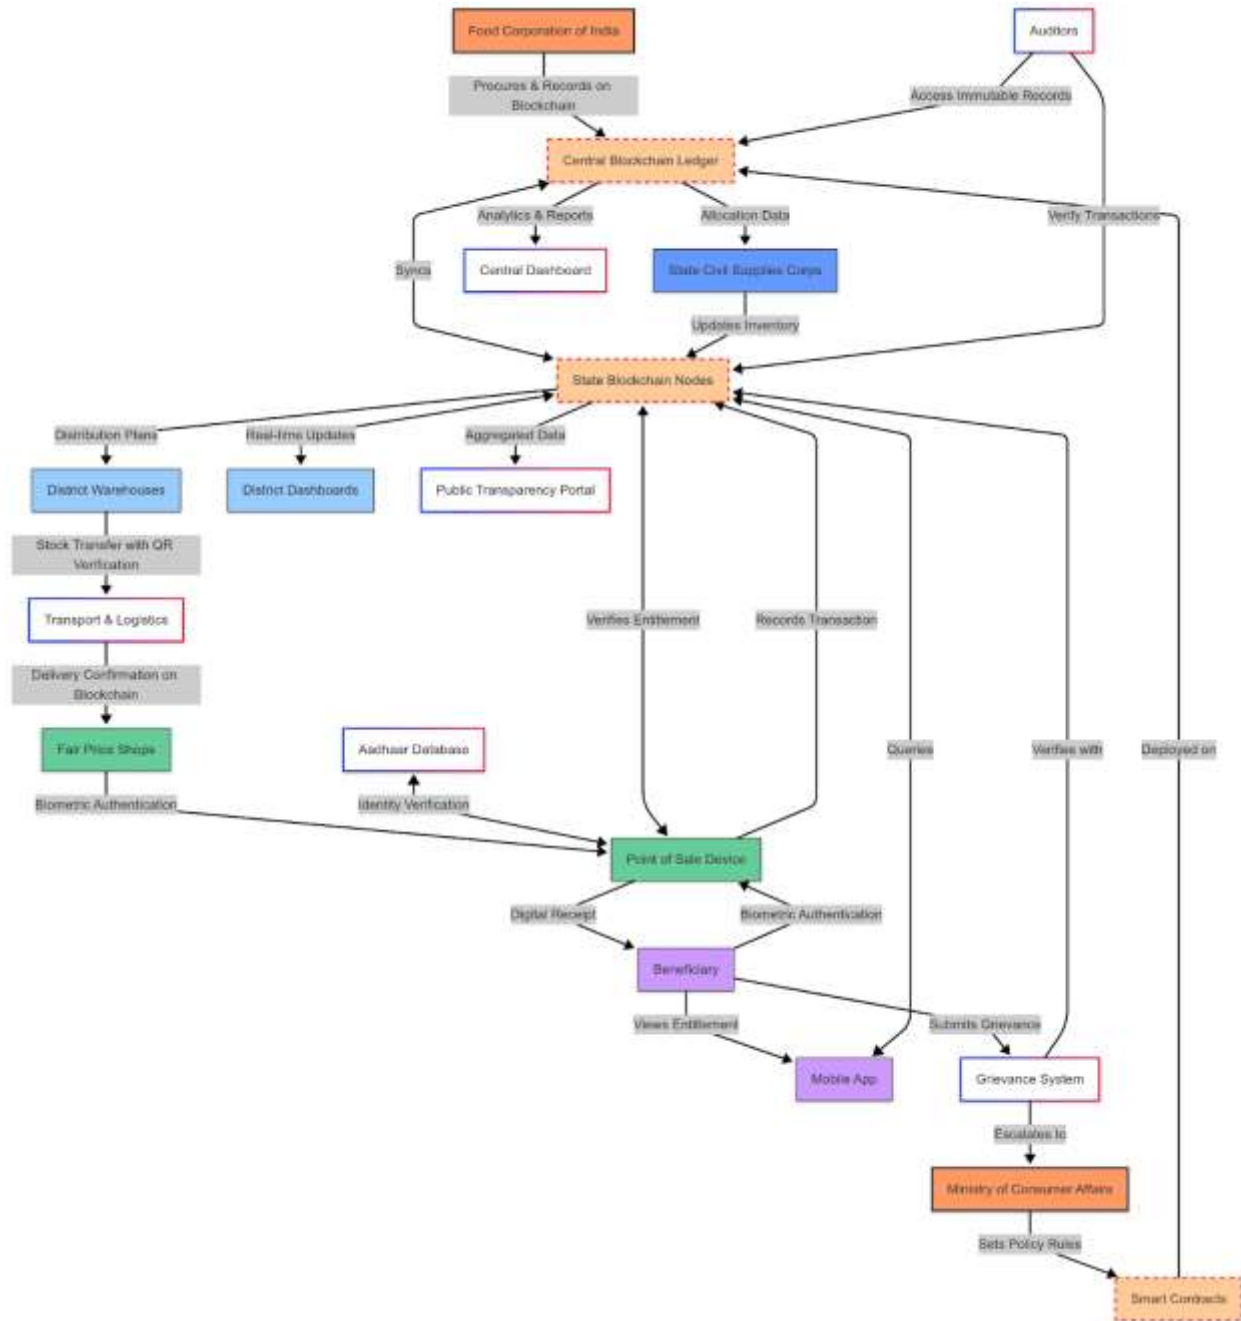 Food Corporation of India
Auditors
Procures & Records on
Blockchain
Access Immutable Records
Central Blockchain Ledger
Analytics & Reports
Allocation Data
Verify Transactions
Syncs
Central Dashboard
State Civil Supplies Corps
Updates Inventory
State Blockchain Nodes
Distribution Plans
Real-time Updates
Aggregated Data
District Warehouses
District Dashboards
Public Transparency Portal
Stock Transfer with QR
Verification
Transport & Logistics
Verifies Entitlement
Records Transaction
Delivery Confirmation on
Blockchain
Fair Price Shops
Aadhaar Database
Queries
Verifies with
Deployed on
Biometric Authentication
Identity Verification
Point of Sale Device
Digital Receipt
Biometric Authentication
Beneficiary
Views Entitlement
Submits Grievance
Mobile App
Grievance System
Escalates to
Ministry of Consumer Affairs
Sets Policy Rules
Smart Contracts